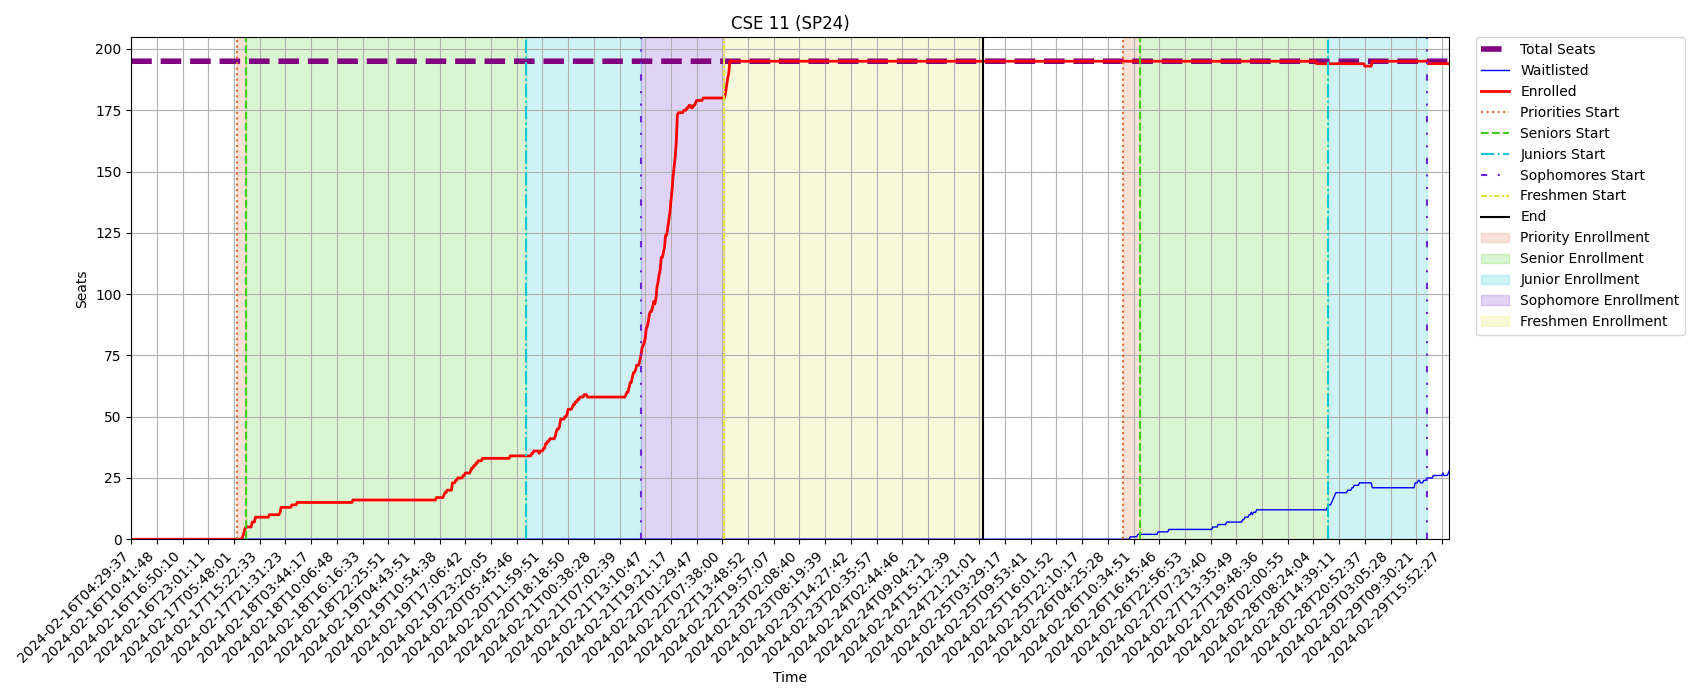 CSE 11 (SP24)
Seats
200
175
150
125
100
75
50
25
0
2024-02-16T04:29:37
2024-02-16T10:41:48
2024-02-16T16:50:10
2024-02-16T23:01:11
2024-02-17T05:48:01
2024-02-17T15:22:33
2024-02-17T21:31:23
2024-02-18T03:44:17
2024-02-18T10:06:48
2024-02-18T16:16:33
2024-02-18T22:25:51
2024-02-19T04:43:51
2024-02-19T10:54:38
2024-02-19T17:06:42
2024-02-19T23:20:05
2024-02-20T05:45:46
2024-02-20T11:59:51
2024-02-20T18:18:50
2024-02-21T00:38:28
2024-02-21T07:02:39
2024-02-21T13:10:47
2024-02-21T19:21:17
2024-02-22T01:29:47
2024-02-22T07:38:00
2024-02-22T13:48:52
2024-02-22T19:57:07
2024-02-23T02:08:40
2024-02-23T08:19:39
2024-02-23T14:27:42
2024-02-23T20:35:57
2024-02-24T02:44:46
2024-02-24T09:04:21
2024-02-24T15:12:39
2024-02-24T21:21:01
2024-02-25T03:29:17
2024-02-25T09:53:41
2024-02-25T16:01:52
2024-02-25T22:10:17
2024-02-26T04:25:28
2024-02-26T10:34:51
2024-02-26T16:45:46
2024-02-26T22:56:53
2024-02-27T07:23:40
2024-02-27T13:35:49
2024-02-27T19:48:36
2024-02-28T02:00:55
2024-02-28T08:24:04
2024-02-28T14:39:11
2024-02-28T20:52:37
2024-02-29T03:05:28
2024-02-29T09:30:21
2024-02-29T15:52:27
Time
Total Seats
Waitlisted
Enrolled
Priorities Start
Seniors Start
Juniors Start
Sophomores Start
Freshmen Start
End
Priority Enrollment
Senior Enrollment
Junior Enrollment
Sophomore Enrollment
Freshmen Enrollment